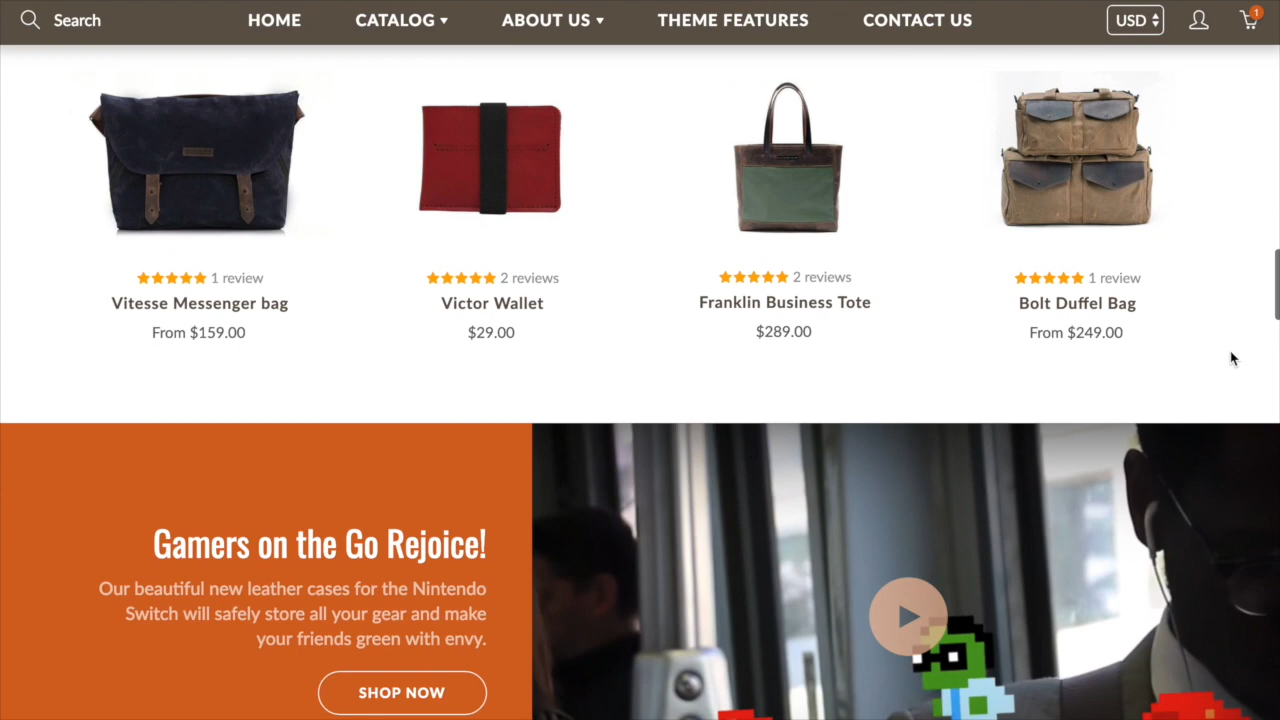 Search HOME CATALOG ▾ ABOUT US ▾ THEME FEATURES CONTACT US USD 1
1 review 2 reviews 2 reviews 1 review
Vitesse Messenger bag Victor Wallet Franklin Business Tote Bolt Duffel Bag
From $159.00 $29.00 $289.00 From $249.00
Gamers on the Go Rejoice!
Our beautiful new leather cases for the Nintendo
Switch will safely store all your gear and make
your friends green with envy.
SHOP NOW